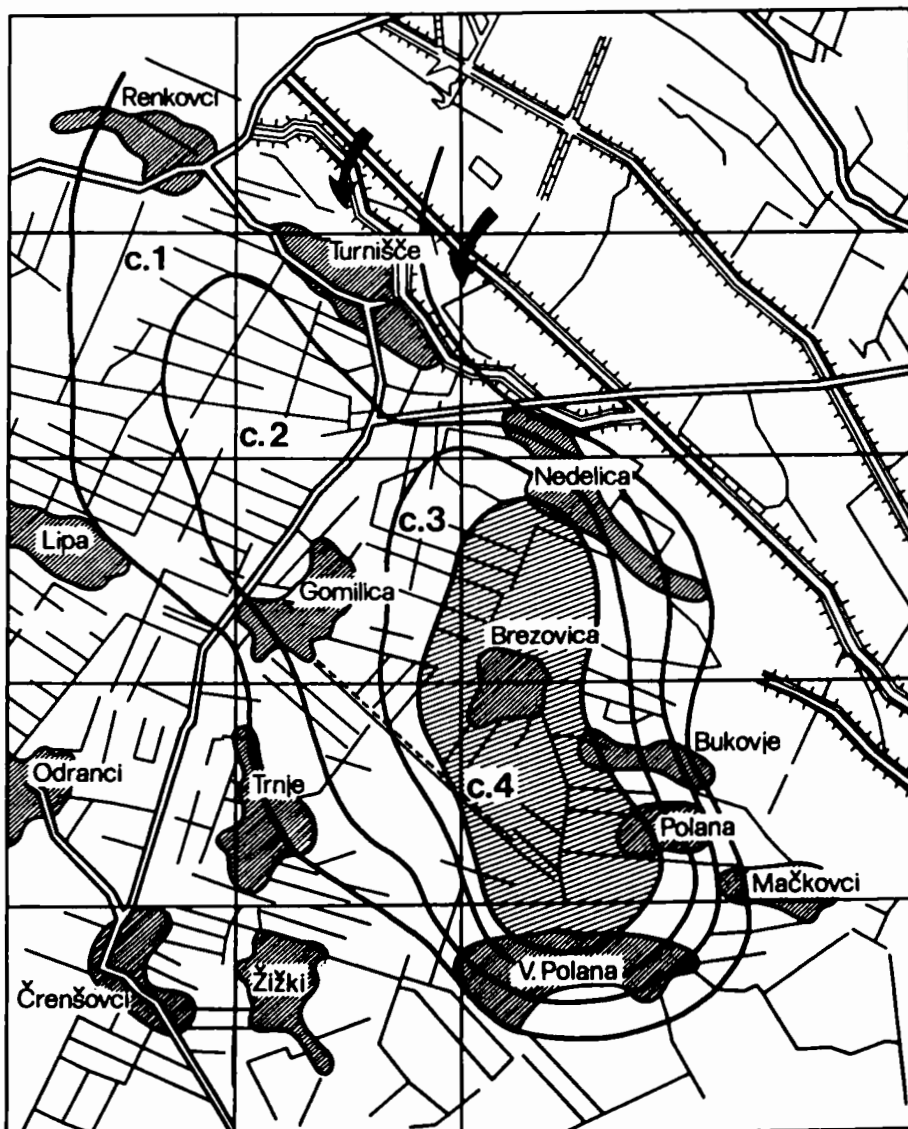 Renkovci
Turnišče
c.1
c.2
Nedelica
c.3
Lipa
Gomilica
Brezovica
Bukovje
Odranci
Trnje
c.4
Polana
Mačkovci
V. Polana
Žižki
Črenšovci